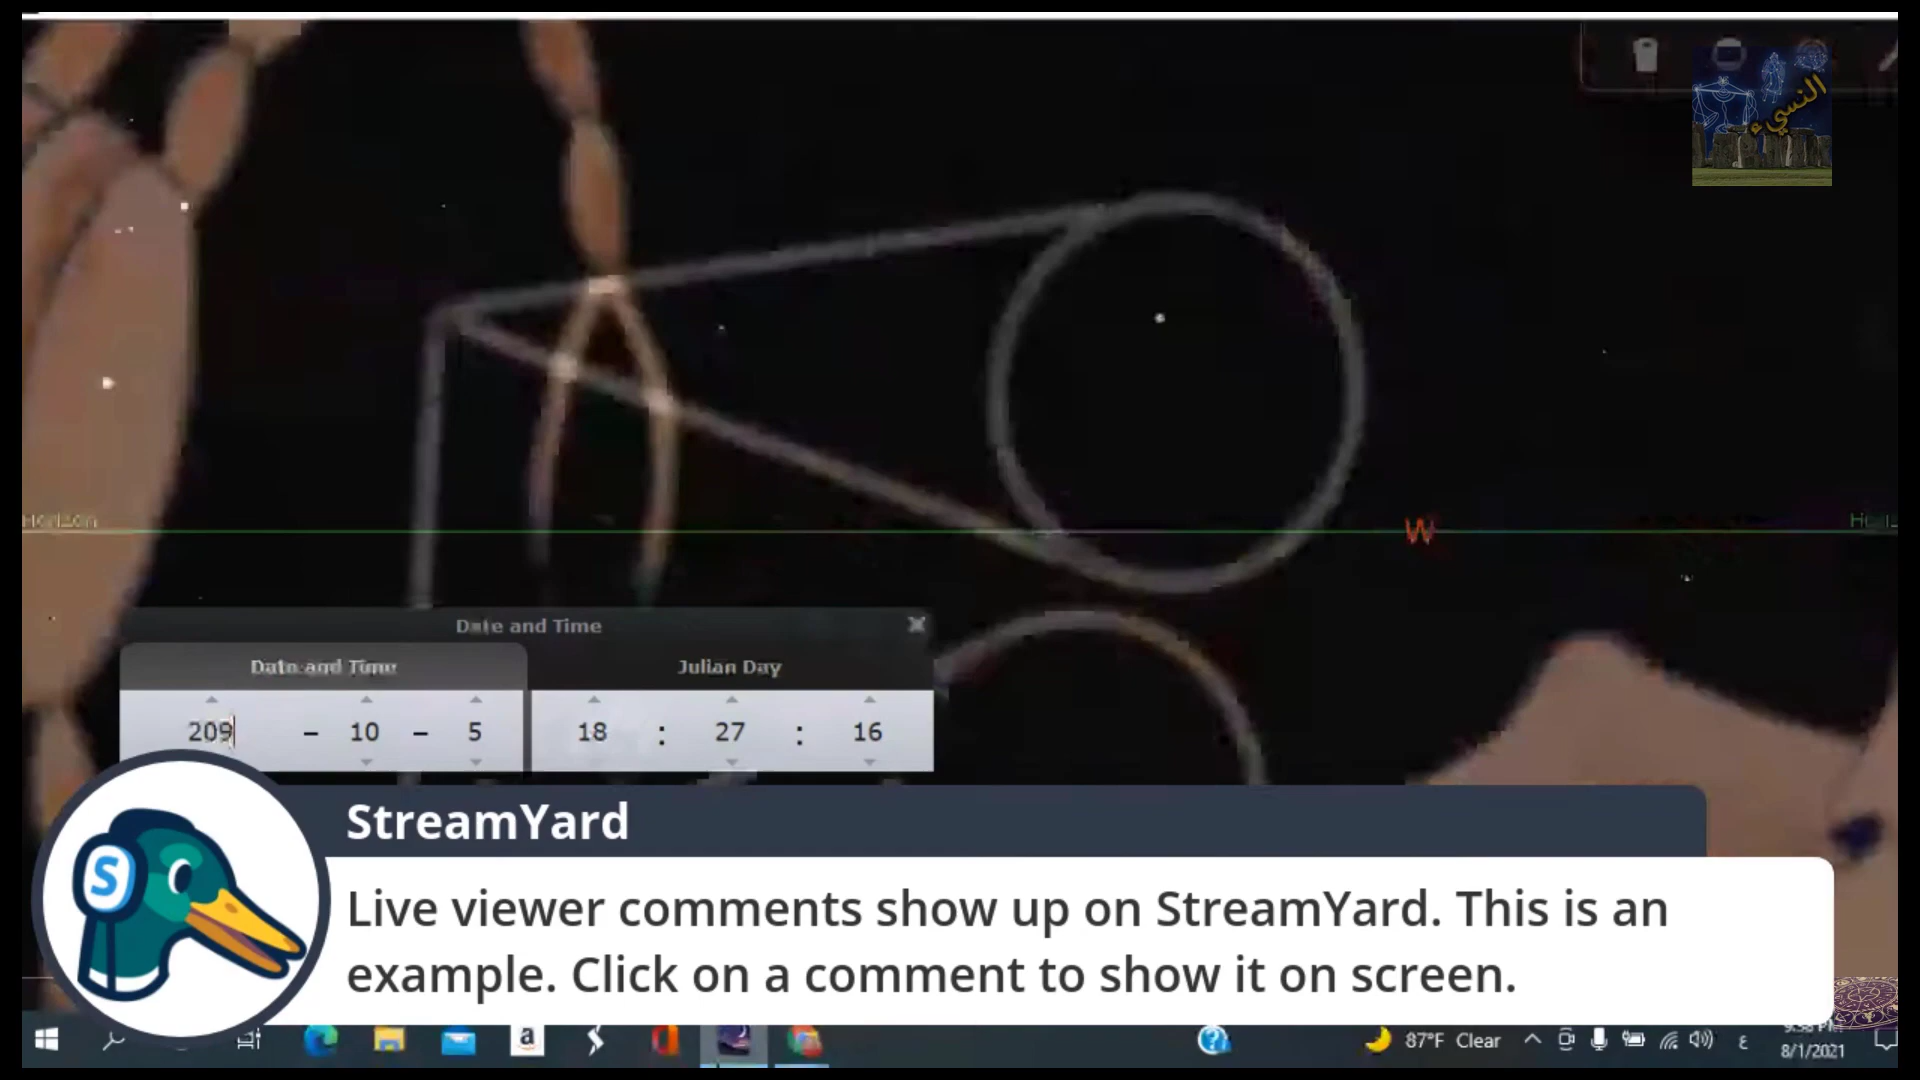 النسيء
Horizon
W
Date and Time
Date and Time
Julian Day
209 - 10 - 5
18 : 27 : 16
StreamYard
S
Live viewer comments show up on StreamYard. This is an
example. Click on a comment to show it on screen.
a
87°F Clear
ع
8/1/2021